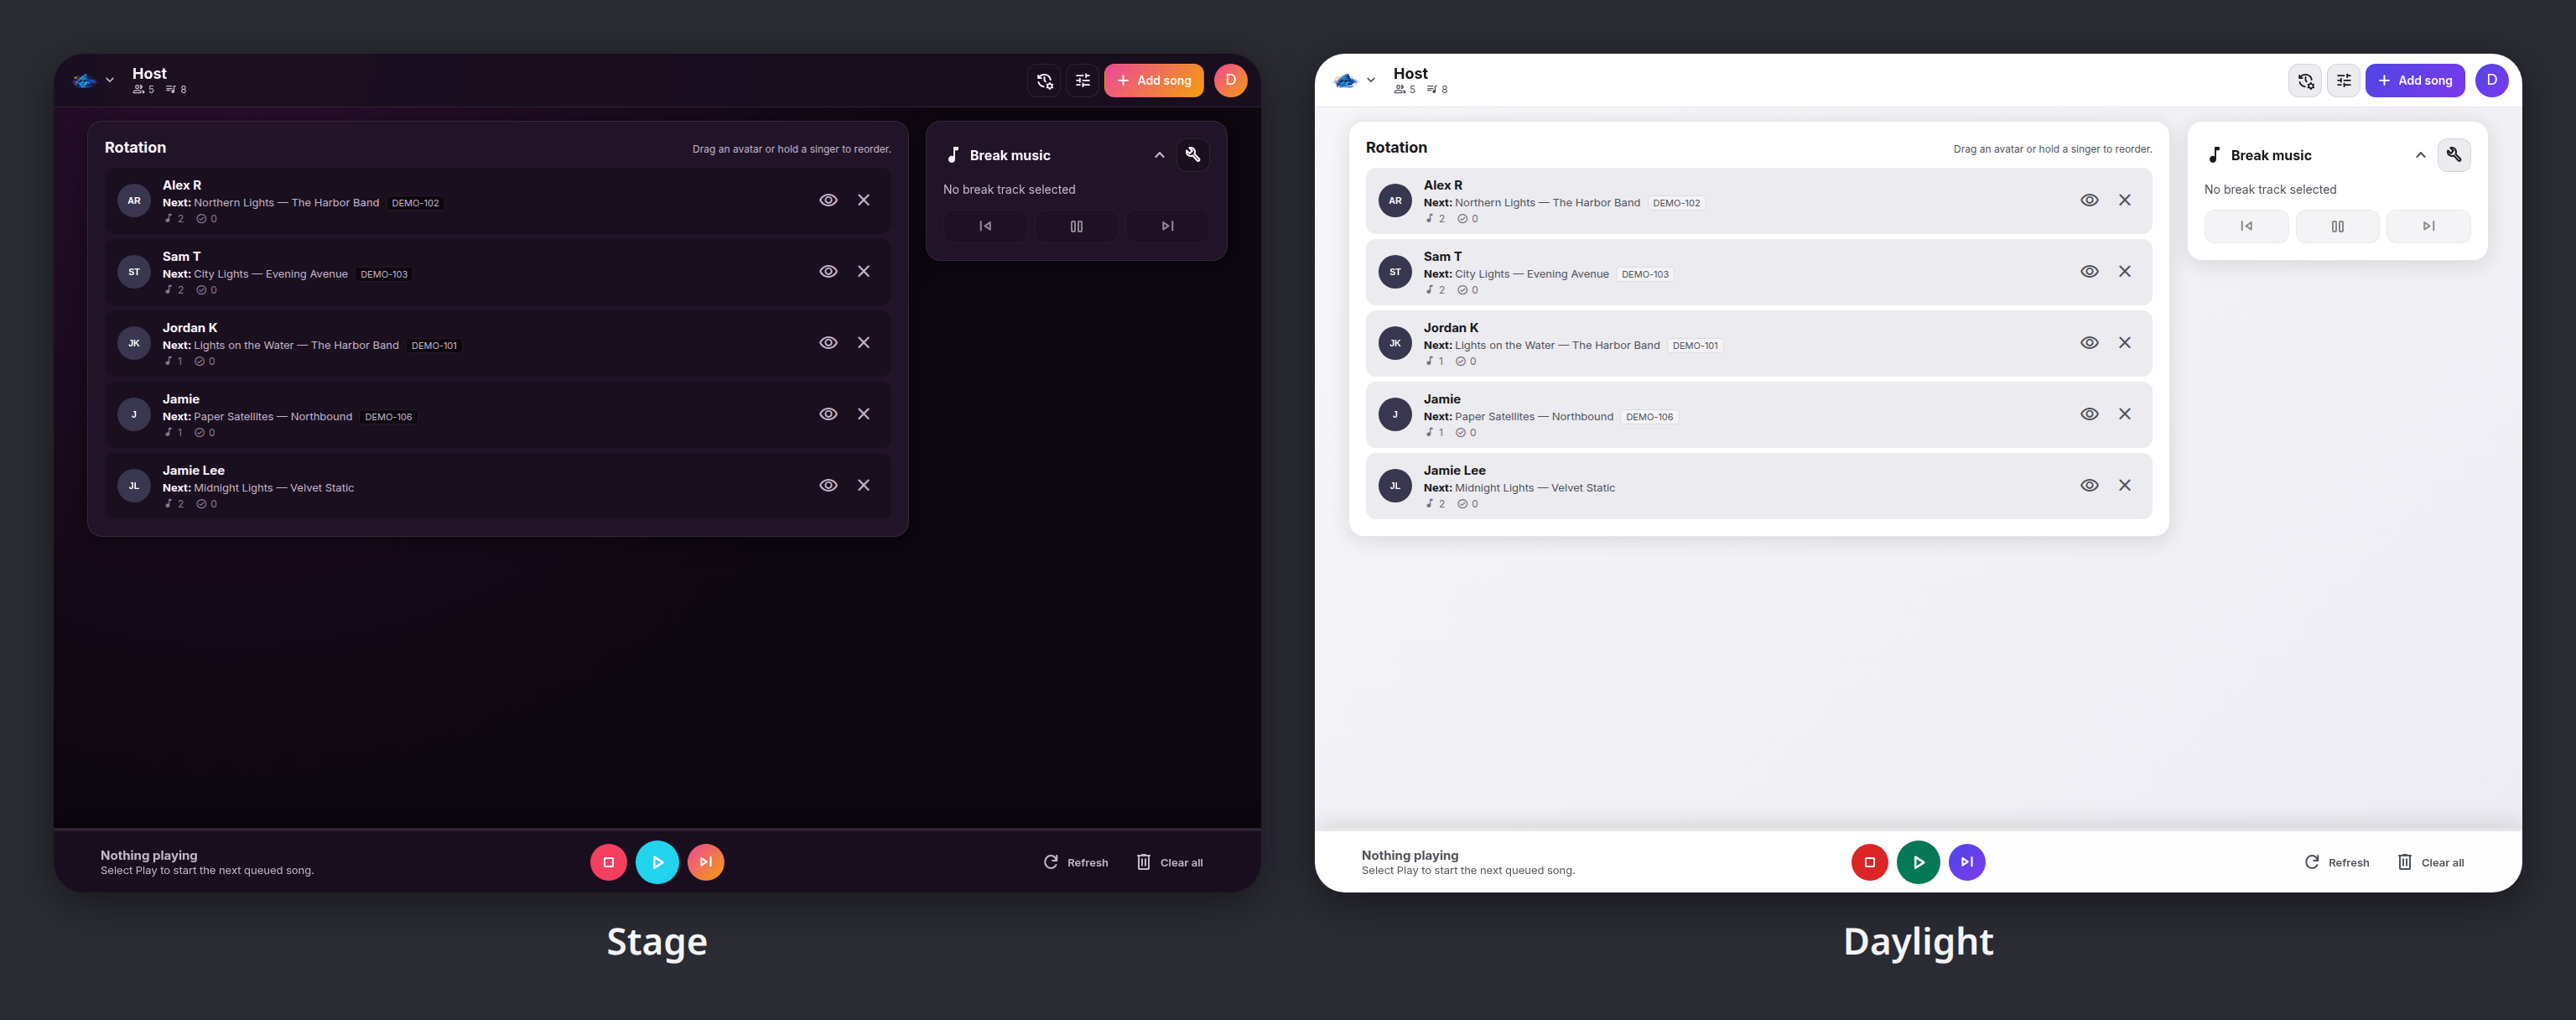 Host
5 8
Add song
D
Rotation
Drag an avatar or hold a singer to reorder.
AR
Alex R
Next: Northern Lights — The Harbor Band DEMO-102
2 0
ST
Sam T
Next: City Lights — Evening Avenue DEMO-103
2 0
JK
Jordan K
Next: Lights on the Water — The Harbor Band DEMO-101
1 0
J
Jamie
Next: Paper Satellites — Northbound DEMO-106
1 0
JL
Jamie Lee
Next: Midnight Lights — Velvet Static
2 0
Break music
No break track selected
Nothing playing
Select Play to start the next queued song.
Refresh
Clear all
Stage
Host
5 8
Add song
D
Rotation
Drag an avatar or hold a singer to reorder.
AR
Alex R
Next: Northern Lights — The Harbor Band DEMO-102
2 0
ST
Sam T
Next: City Lights — Evening Avenue DEMO-103
2 0
JK
Jordan K
Next: Lights on the Water — The Harbor Band DEMO-101
1 0
J
Jamie
Next: Paper Satellites — Northbound DEMO-106
1 0
JL
Jamie Lee
Next: Midnight Lights — Velvet Static
2 0
Break music
No break track selected
Nothing playing
Select Play to start the next queued song.
Refresh
Clear all
Daylight